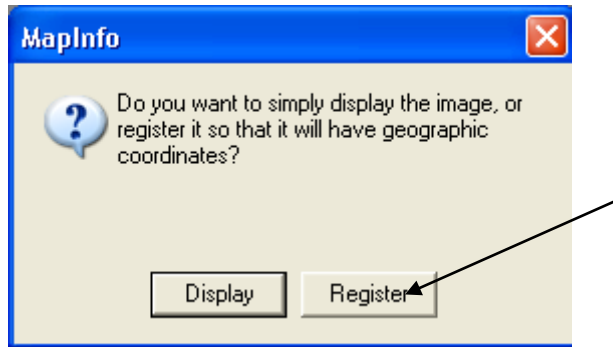 MapInfo
Do you want to simply display the image, or
register it so that it will have geographic
coordinates?
Display Register